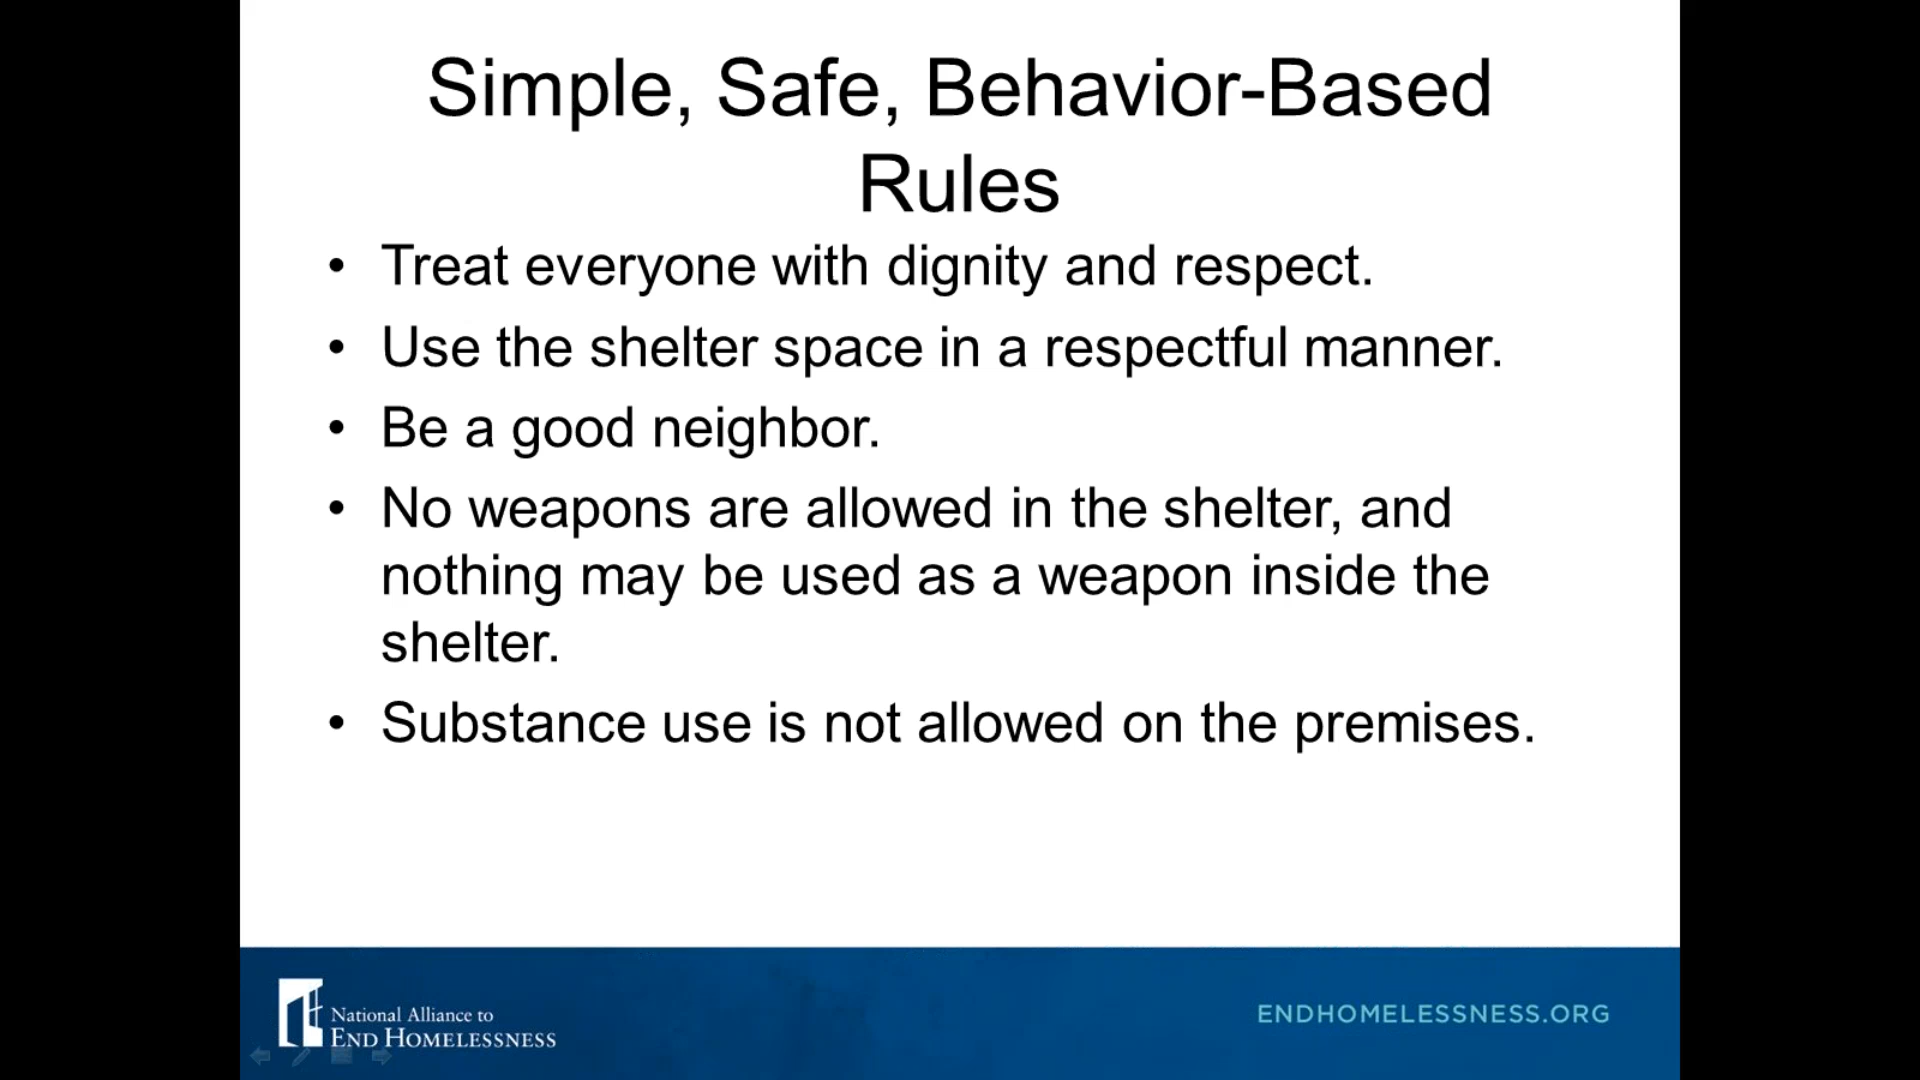 Simple, Safe, Behavior-Based
Rules
• Treat everyone with dignity and respect.
• Use the shelter space in a respectful manner.
• Be a good neighbor.
• No weapons are allowed in the shelter, and
nothing may be used as a weapon inside the
shelter.
• Substance use is not allowed on the premises.
National Alliance to
END HOMELESSNESS
ENDHOMELESSNESS.ORG